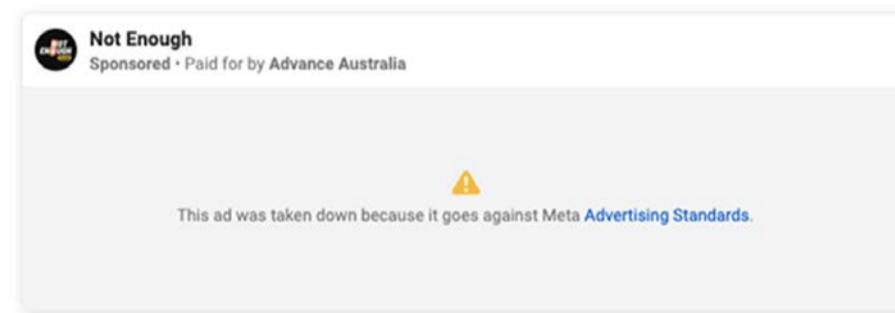 Not Enough
Sponsored • Paid for by Advance Australia
This ad was taken down because it goes against Meta Advertising Standards.